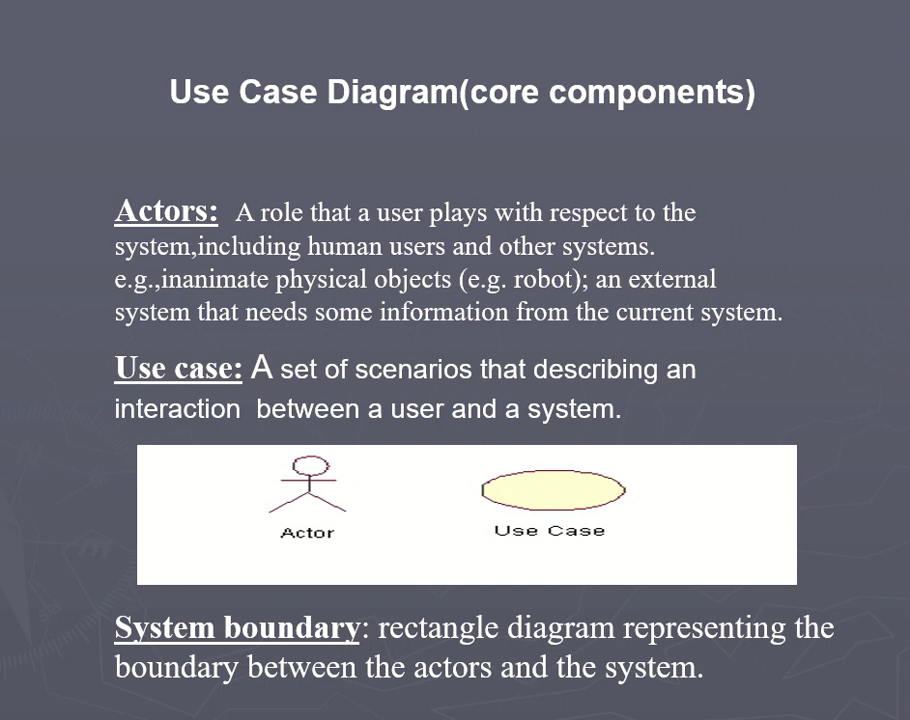 Use Case Diagram(core components)
Actors: A role that a user plays with respect to the
system,including human users and other systems.
e.g.,inanimate physical objects (e.g. robot); an external
system that needs some information from the current system.
Use case: A set of scenarios that describing an
interaction between a user and a system.
Actor
Use Case
System boundary: rectangle diagram representing the
boundary between the actors and the system.